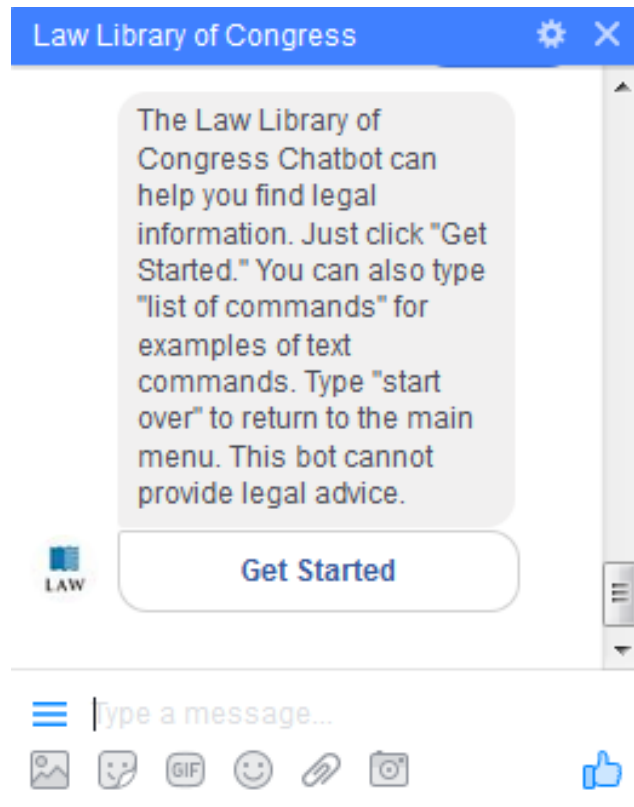 Law Library of Congress
The Law Library of
Congress Chatbot can
help you find legal
information. Just click "Get
Started." You can also type
"list of commands" for
examples of text
commands. Type "start
over" to return to the main
menu. This bot cannot
provide legal advice.
LAW
Get Started
Type a message...
GIF